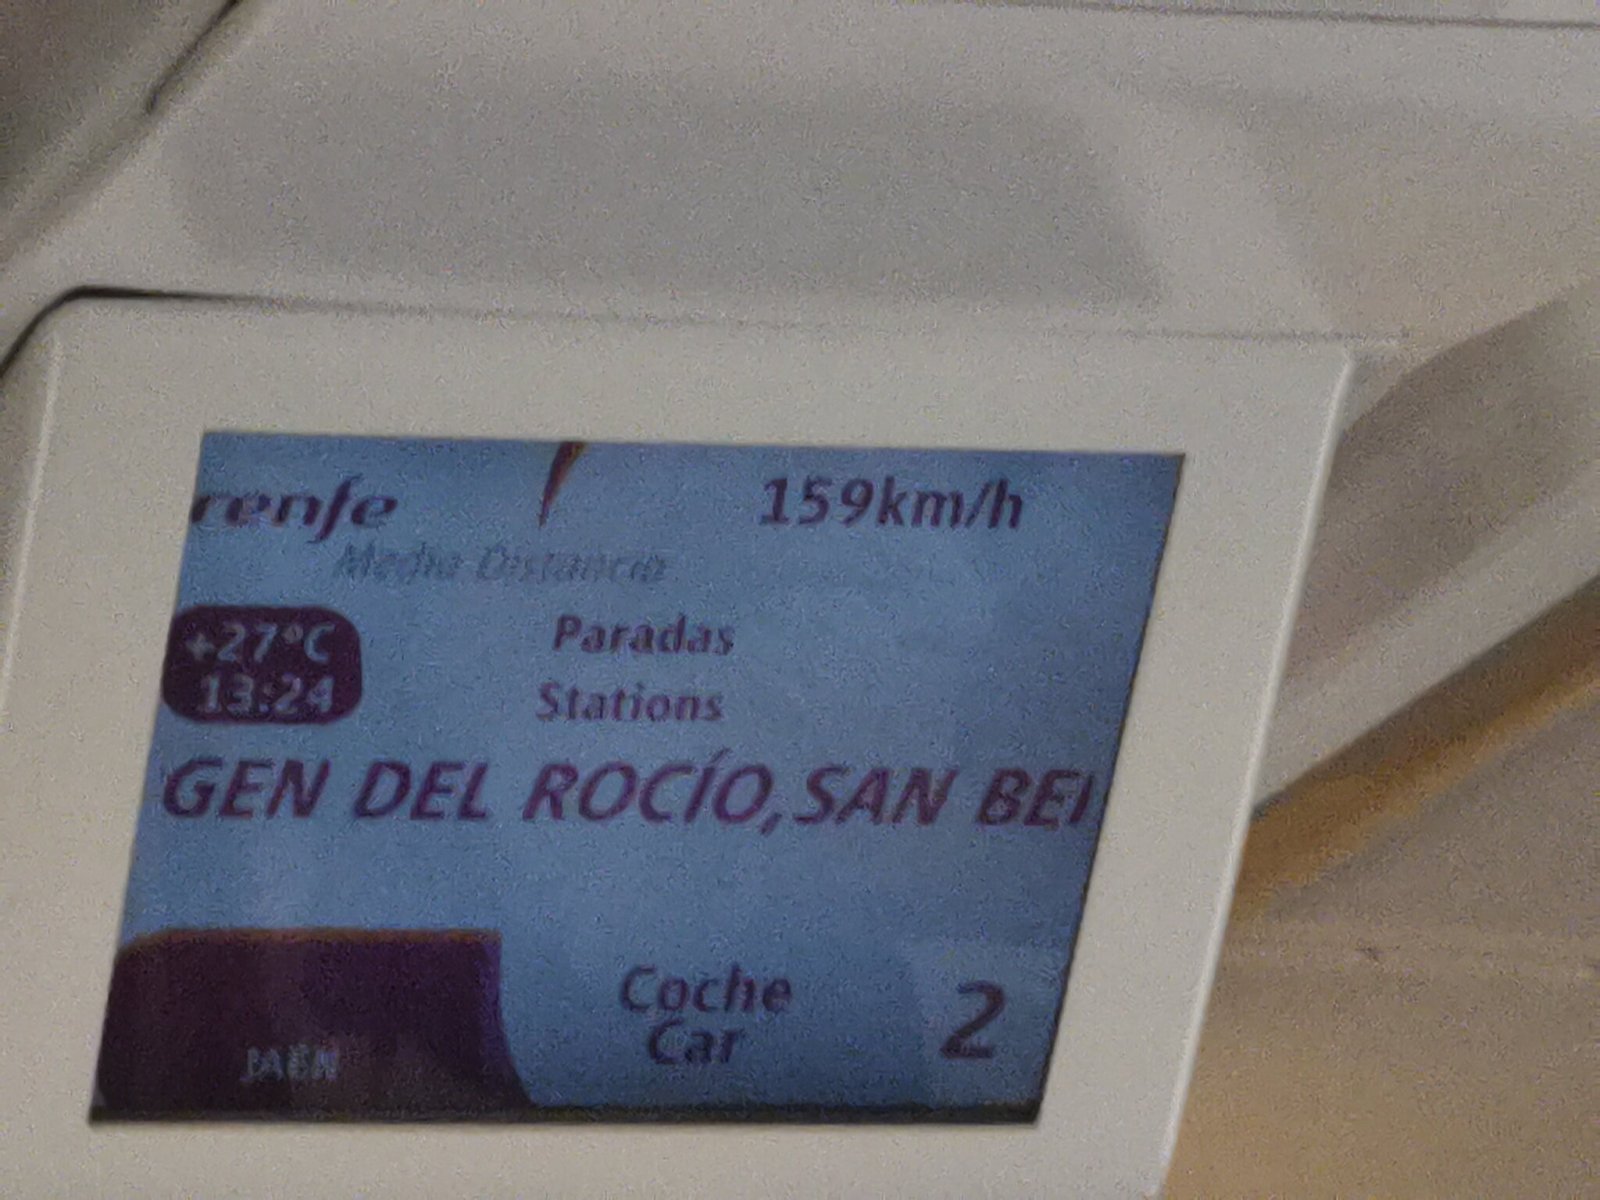 renfe
159km/h
Media Distancia
+27°C
13:24
Paradas
Stations
GEN DEL ROCÍO,SAN BE
Coche
Car
2
JAÉN